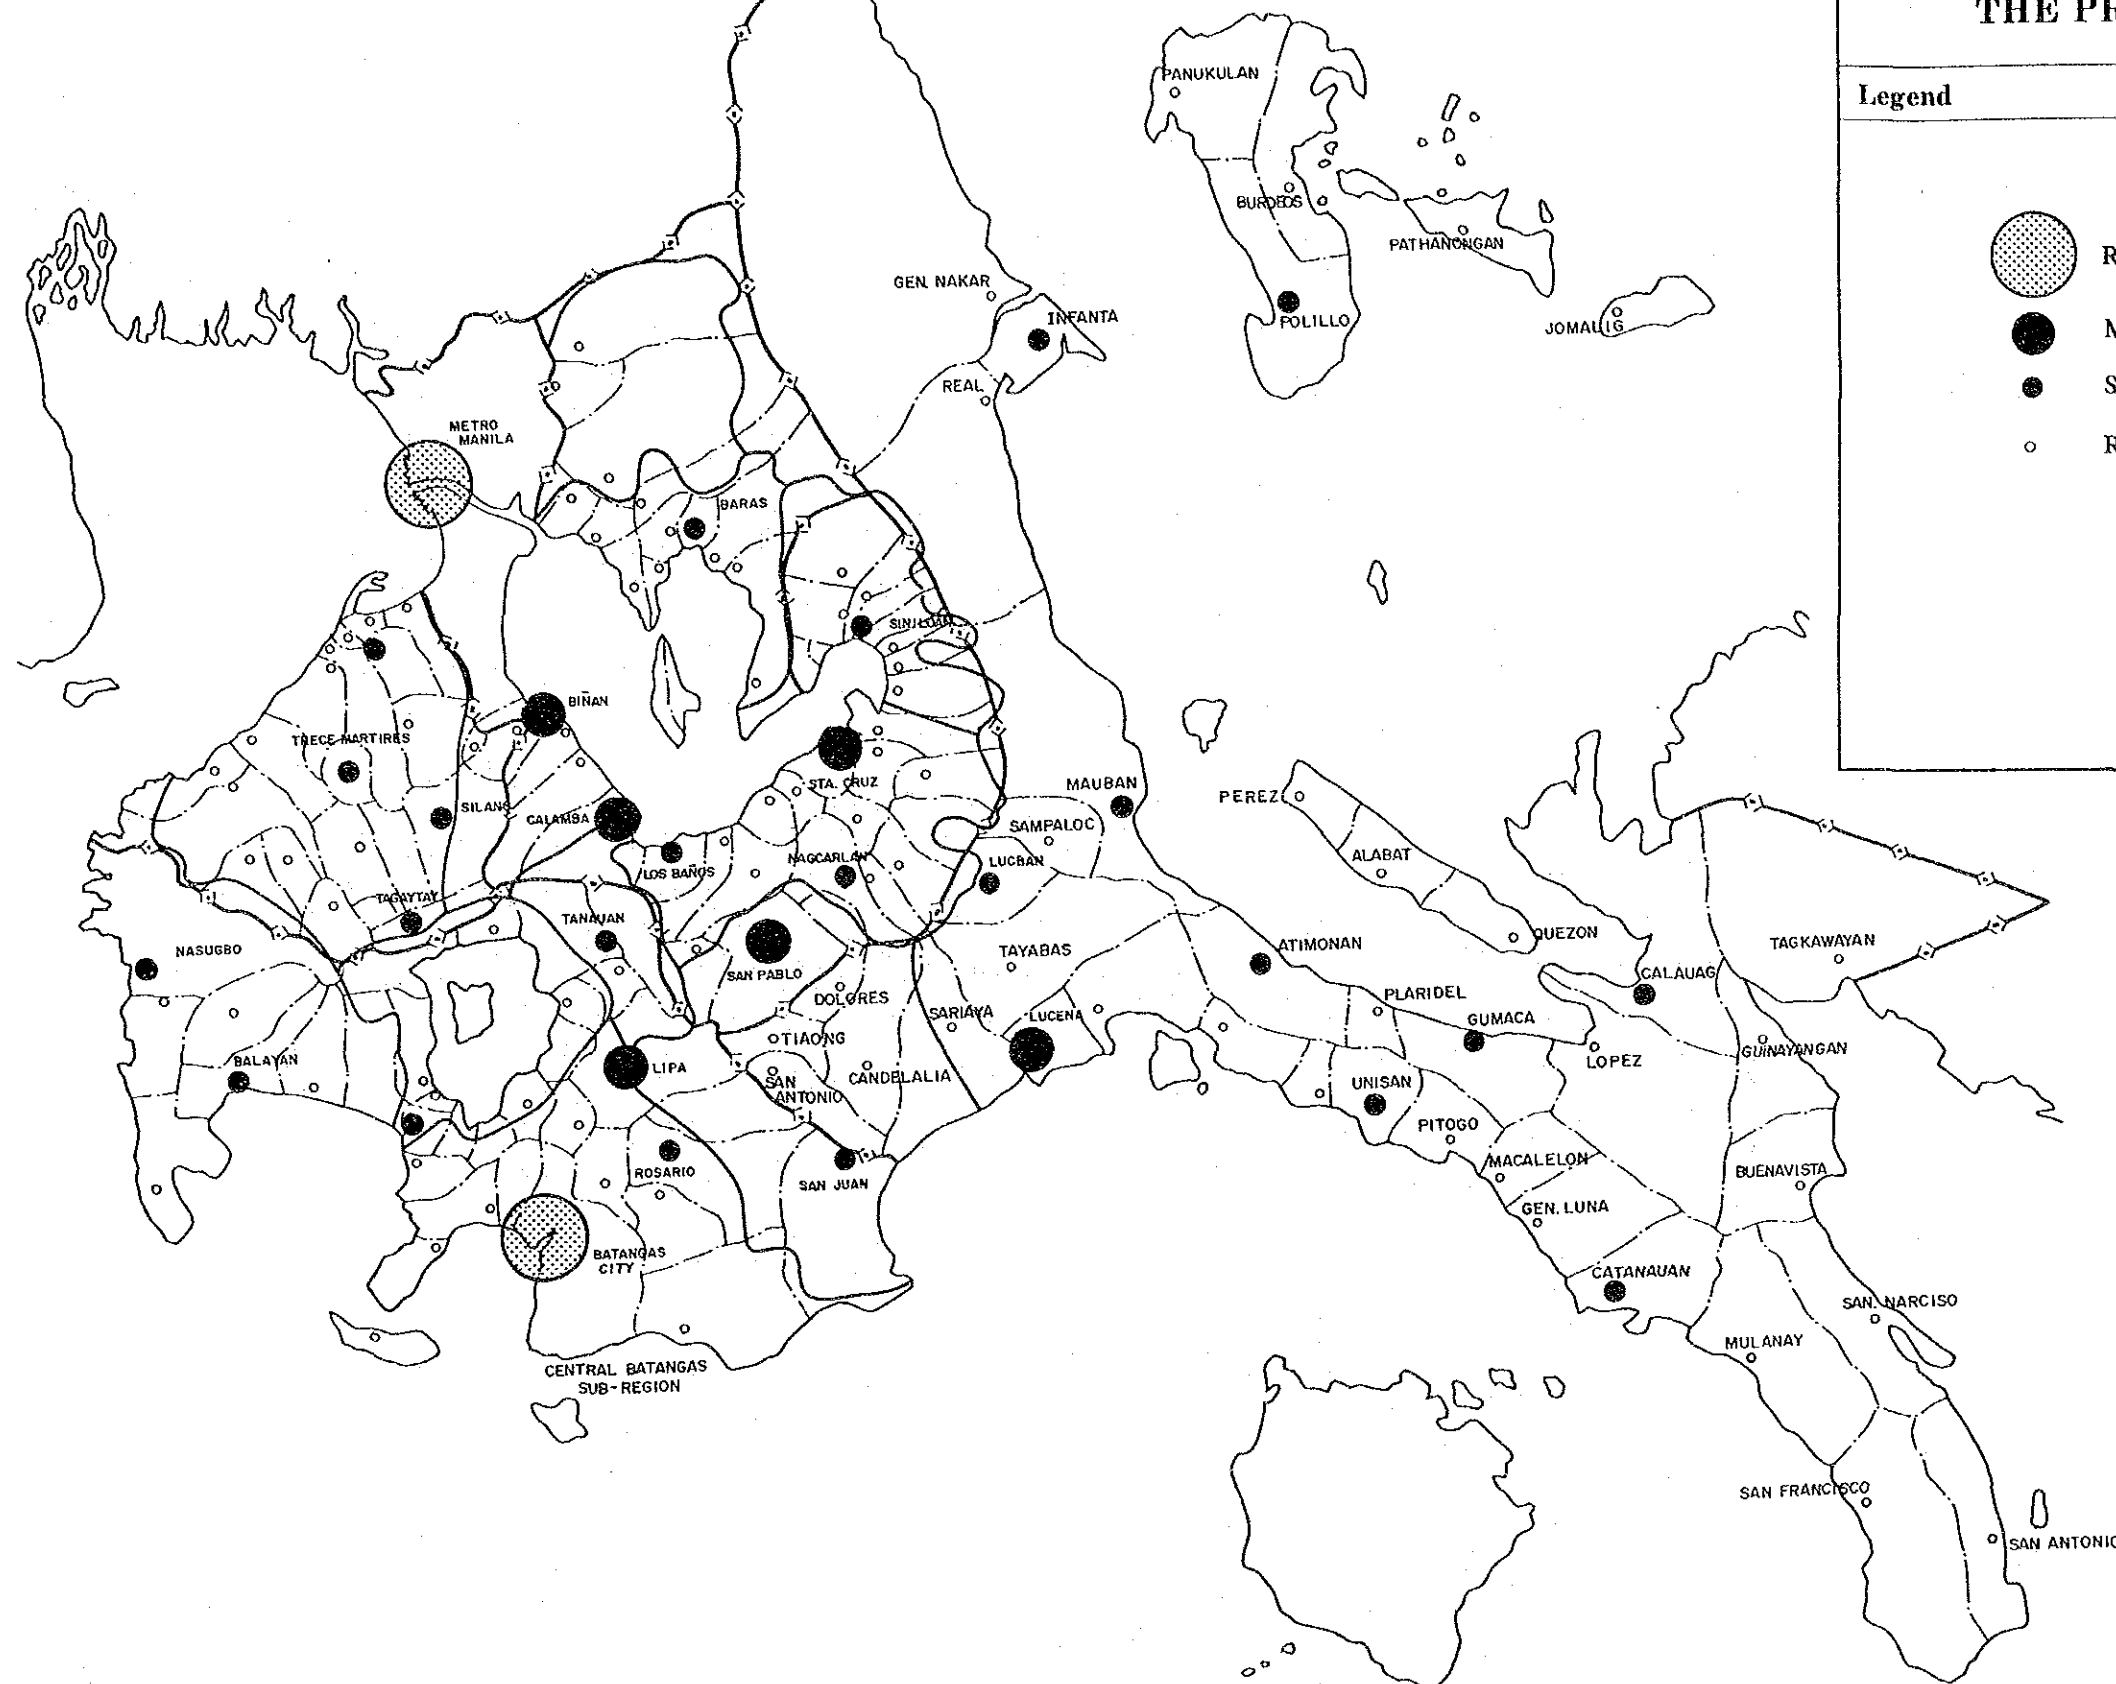 THE PR
Legend
R
M
S
R
PANUKULAN
BURDEOS
PATHANONGAN
JOMALIG
POLILLO
GEN. NAKAR
INFANTA
REAL
METRO
MANILA
BARAS
SINILOAN
BIÑAN
TRECE MARTIRES
STA. CRUZ
SILANG
CALAMBA
MAUBAN
PEREZ
SAMPALOC
NAGCARLAN
LUCBAN
ALABAT
LOS BAÑOS
TAGAYTAY
TANAUAN
QUEZON
NASUGBO
ATIMONAN
TAGKAWAYAN
TAYABAS
SAN PABLO
CALAUAG
DOLORES
PLARIDEL
SARIAYA
LUCENA
GUMACA
TIAONG
GUINAYANGAN
LOPEZ
BALAYAN
LIPA
SAN
ANTONIO
CANDELALIA
UNISAN
PITOGO
MACALELON
ROSARIO
SAN JUAN
BUENAVISTA
GEN. LUNA
BATANGAS
CITY
CATANAUAN
SAN. NARCISO
MULANAY
CENTRAL BATANGAS
SUB-REGION
SAN FRANCISCO
SAN ANTONIO